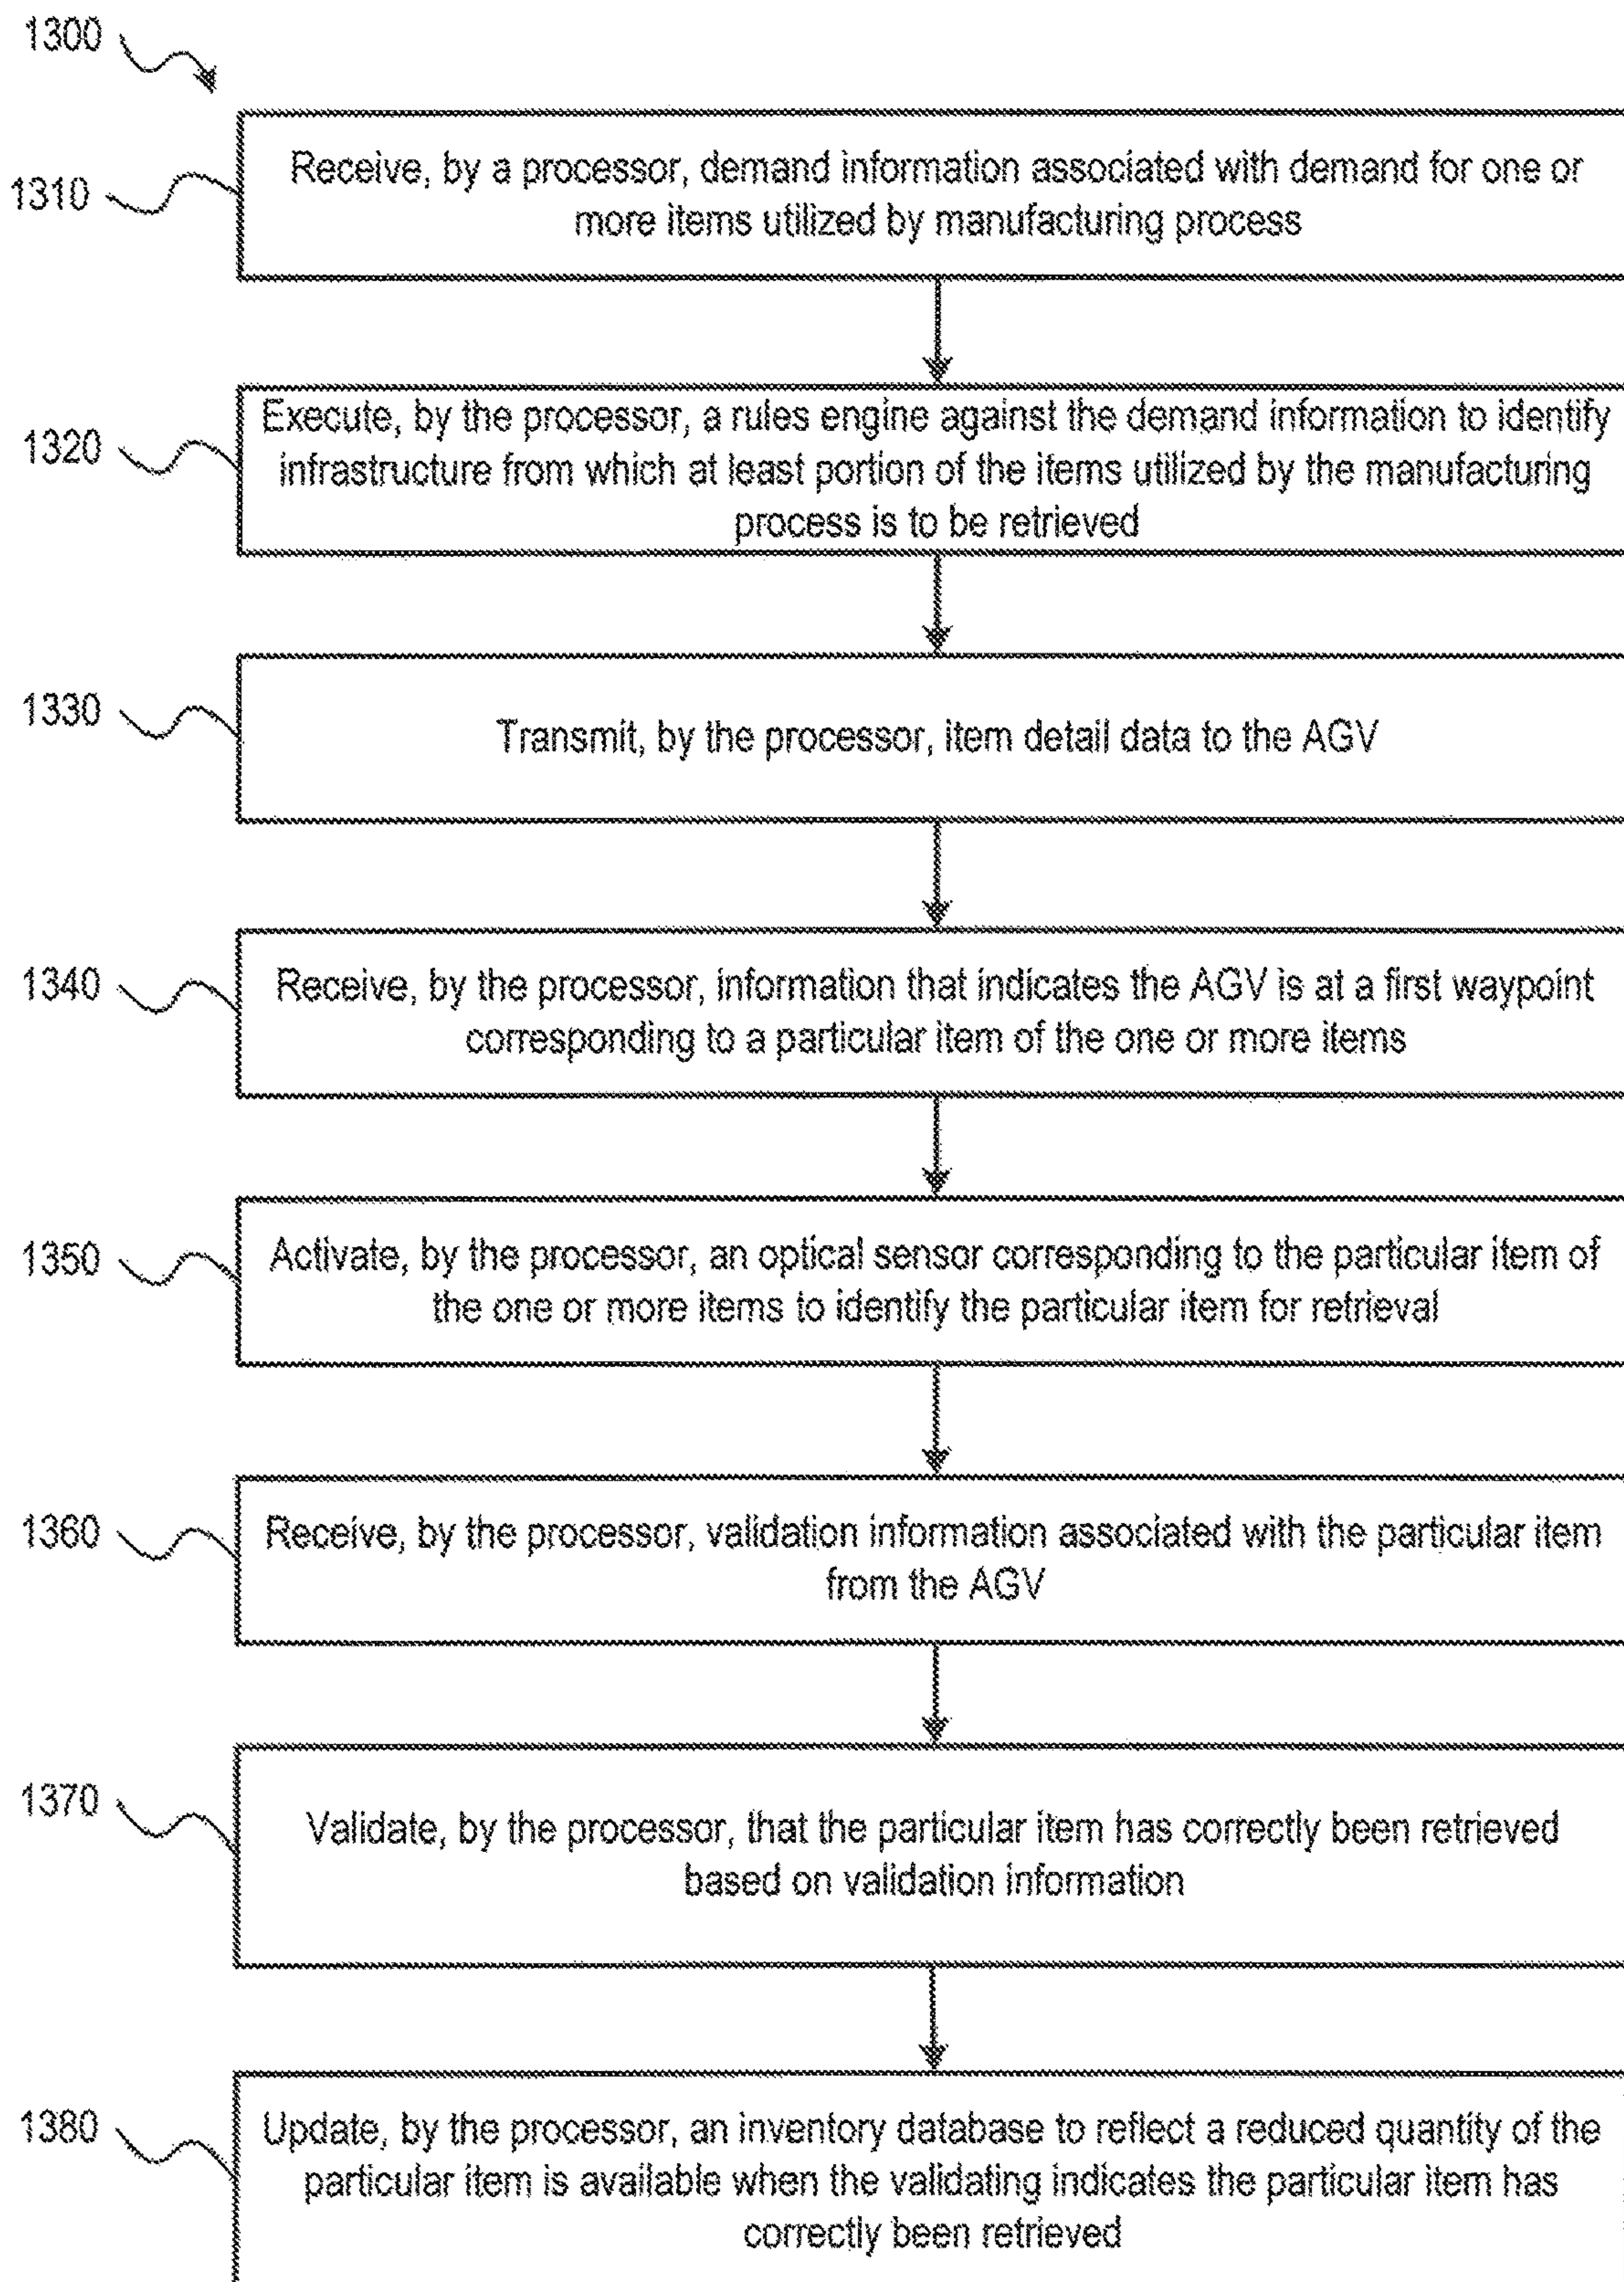 1300
1310
Receive, by a processor, demand information associated with demand for one or
more items utilized by manufacturing process
1320
Execute, by the processor, a rules engine against the demand information to identify
infrastructure from which at least portion of the items utilized by the manufacturing
process is to be retrieved
1330
Transmit, by the processor, item detail data to the AGV
1340
Receive, by the processor, information that indicates the AGV is at a first waypoint
corresponding to a particular item of the one or more items
1350
Activate, by the processor, an optical sensor corresponding to the particular item of
the one or more items to identify the particular item for retrieval
1360
Receive, by the processor, validation information associated with the particular item
from the AGV
1370
Validate, by the processor, that the particular item has correctly been retrieved
based on validation information
1380
Update, by the processor, an inventory database to reflect a reduced quantity of the
particular item is available when the validating indicates the particular item has
correctly been retrieved